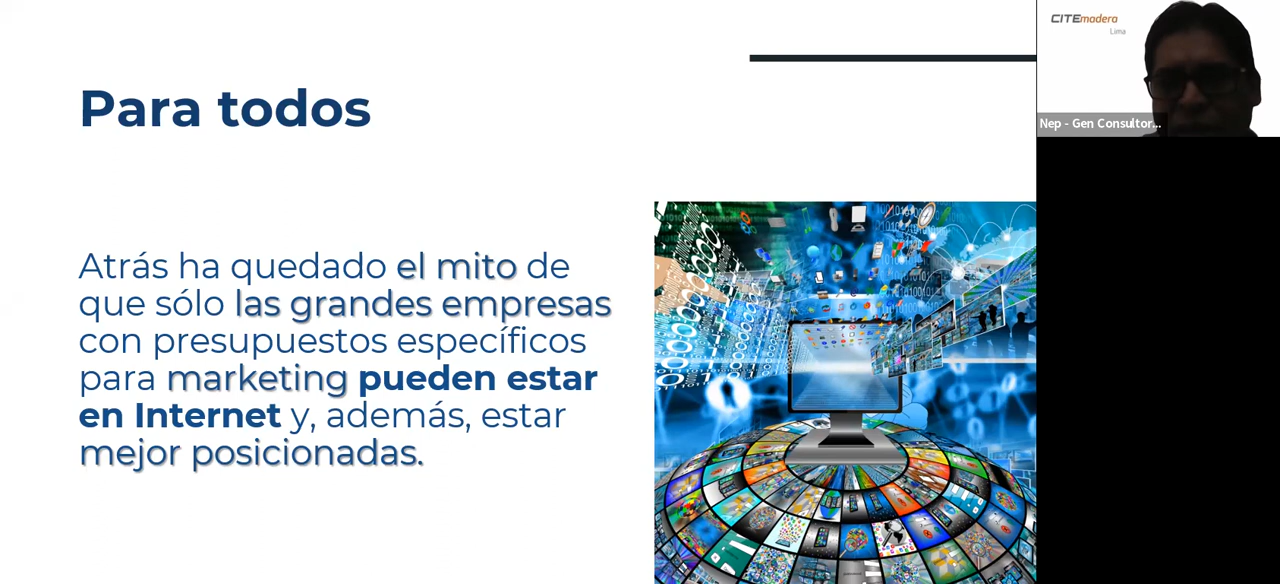 Para todos
Atrás ha quedado el mito de
que sólo las grandes empresas
con presupuestos específicos
para marketing pueden estar
en Internet y, además, estar
mejor posicionadas.
CITEmadera
Lima
Nep - Gen Consultor...